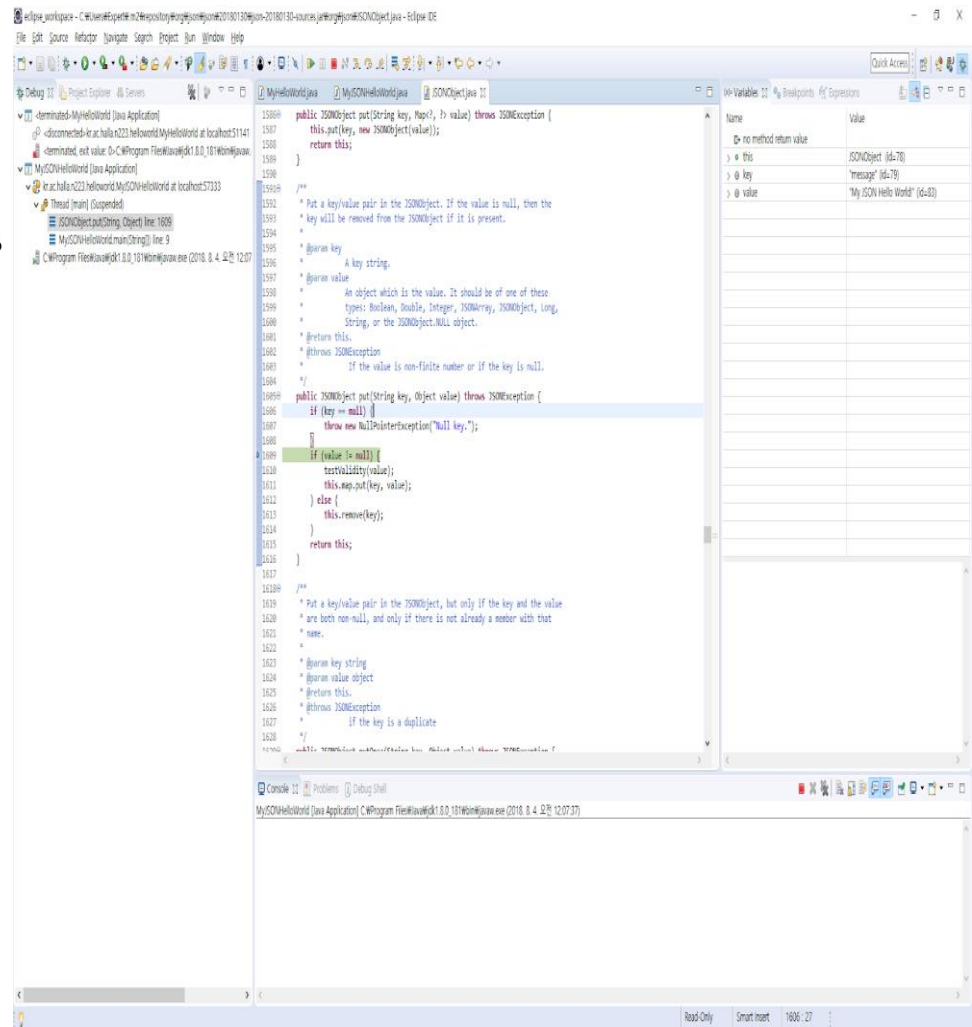 eclipse_workspace - C:₩Users₩Expert₩.m2₩repository₩org₩json₩json₩20180130₩json-20180130-sources.jar₩org₩json₩JSONObject.java - Eclipse IDE
File Edit Source Refactor Navigate Search Project Run Window Help
Quick Access
Debug Project Explorer Servers
<terminated>MyHelloWorld [Java Application]
<disconnected>kr.ac.halla.n223.helloworld.MyHelloWorld at localhost:51141
<terminated, exit value: 0>C:₩Program Files₩Java₩jdk1.8.0_181₩bin₩javaw.
MyJSONHelloWorld [Java Application]
kr.ac.halla.n223.helloworld.MyJSONHelloWorld at localhost:57333
Thread [main] (Suspended)
JSONObject.put(String, Object) line: 1609
MyJSONHelloWorld.main(String[]) line: 9
C:₩Program Files₩Java₩jdk1.8.0_181₩bin₩javaw.exe (2018. 8. 4. 오전 12:07
MyHelloWorld.java MyJSONHelloWorld.java JSONObject.java
1586 public JSONObject put(String key, Map<?, ?> value) throws JSONException {
1587 this.put(key, new JSONObject(value));
1588 return this;
1589 }
1590
1591 /**
1592 * Put a key/value pair in the JSONObject. If the value is null, then the
1593 * key will be removed from the JSONObject if it is present.
1594 *
1595 * @param key
1596 * A key string.
1597 * @param value
1598 * An object which is the value. It should be of one of these
1599 * types: Boolean, Double, Integer, JSONArray, JSONObject, Long,
1600 * String, or the JSONObject.NULL object.
1601 * @return this.
1602 * @throws JSONException
1603 * If the value is non-finite number or if the key is null.
1604 */
1605 public JSONObject put(String key, Object value) throws JSONException {
1606 if (key == null) {
1607 throw new NullPointerException("Null key.");
1608 }
1609 if (value != null) {
1610 testValidity(value);
1611 this.map.put(key, value);
1612 } else {
1613 this.remove(key);
1614 }
1615 return this;
1616 }
1617
1618 /**
1619 * Put a key/value pair in the JSONObject, but only if the key and the value
1620 * are both non-null, and only if there is not already a member with that
1621 * name.
1622 *
1623 * @param key string
1624 * @param value object
1625 * @return this.
1626 * @throws JSONException
1627 * if the key is a duplicate
1628 */
public JSONObject putOnce(String key, Object value) throws JSONException {
Variables Breakpoints Expressions
Name Value
no method return value
this JSONObject (id=78)
key "message" (id=79)
value "My JSON Hello World" (id=83)
Console Problems Debug Shell
MyJSONHelloWorld [Java Application] C:₩Program Files₩Java₩jdk1.8.0_181₩bin₩javaw.exe (2018. 8. 4. 오전 12:07:37)
Read-Only Smart Insert 1606 : 27